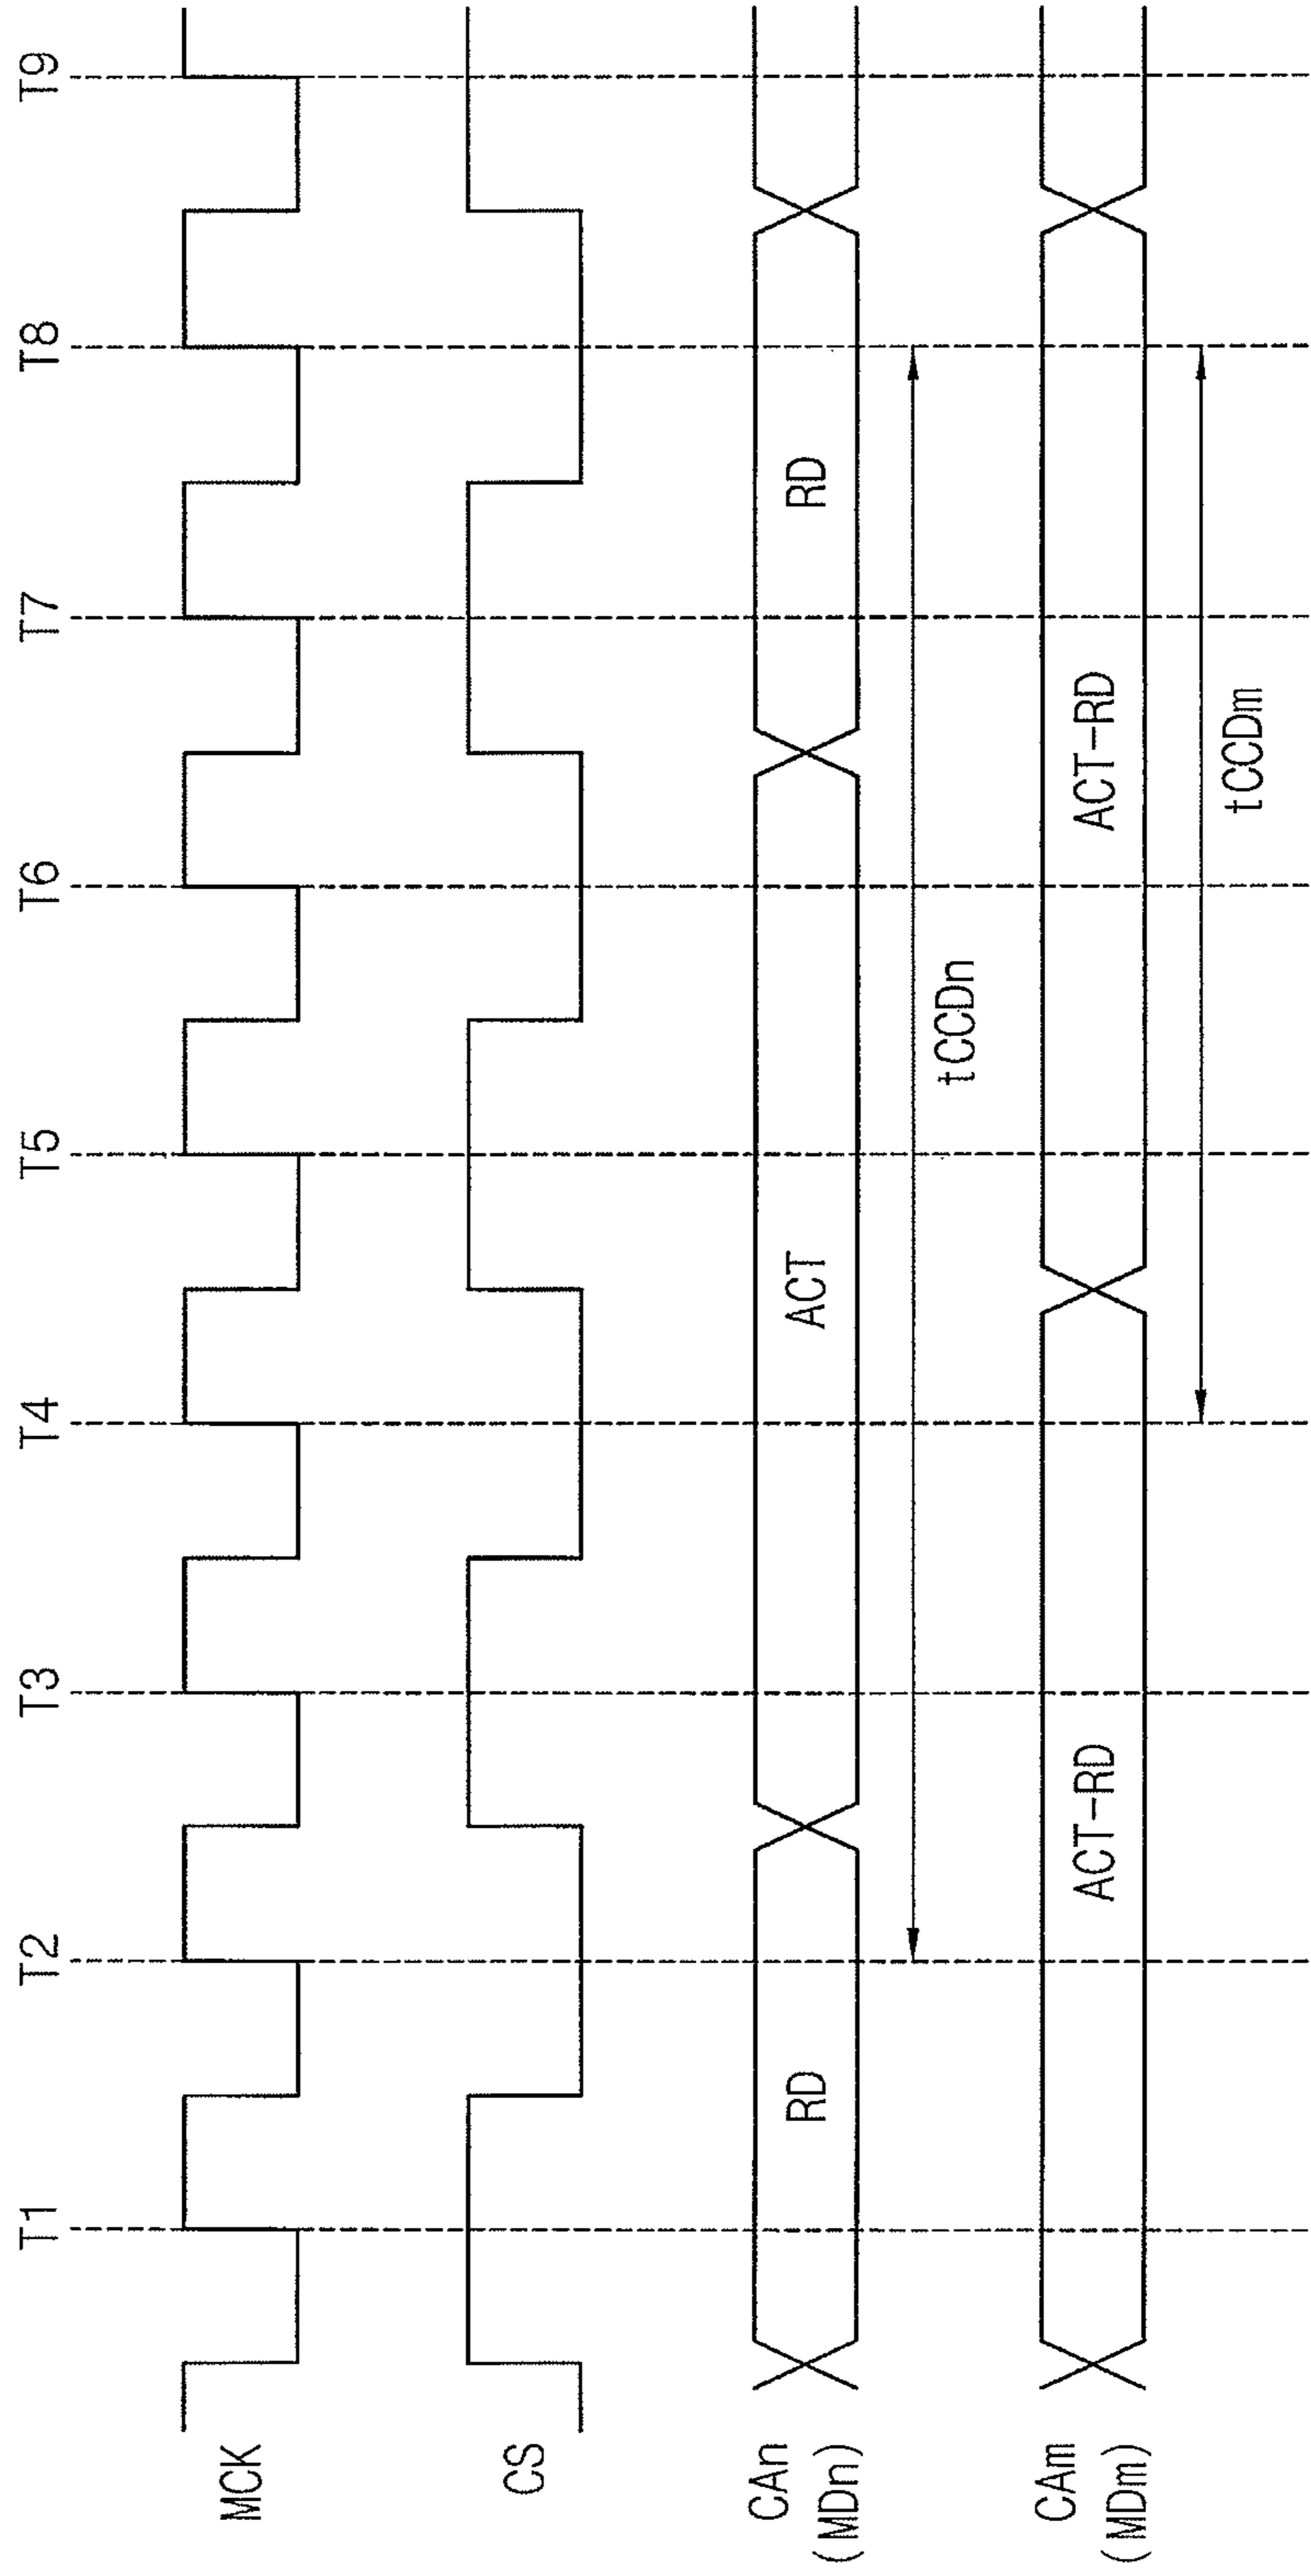 T1 T2 T3 T4 T5 T6 T7 T8 T9
MCK
CS
CAn
(MDn)
RD ACT RD
tCCDn
CAm
(MDm)
ACT-RD ACT-RD
tCCDm